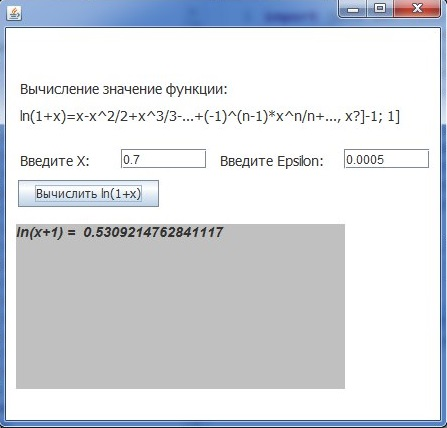 Вычисление значение функции:
ln(1+x)=x-x^2/2+x^3/3-...+(-1)^(n-1)*x^n/n+..., x?]-1; 1]
Введите X: 0.7 Введите Epsilon: 0.0005
Вычислить ln(1+x)
ln(x+1) = 0.5309214762841117